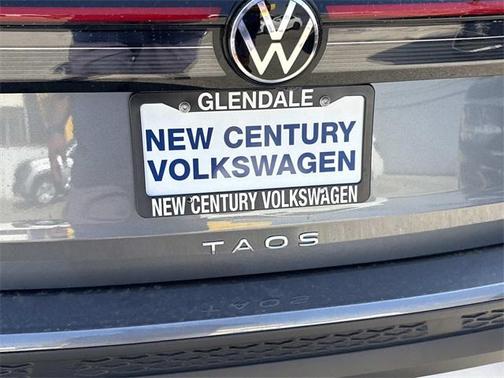 GLENDALE
NEW CENTURY
VOLKSWAGEN
NEW CENTURY VOLKSWAGEN
TAOS